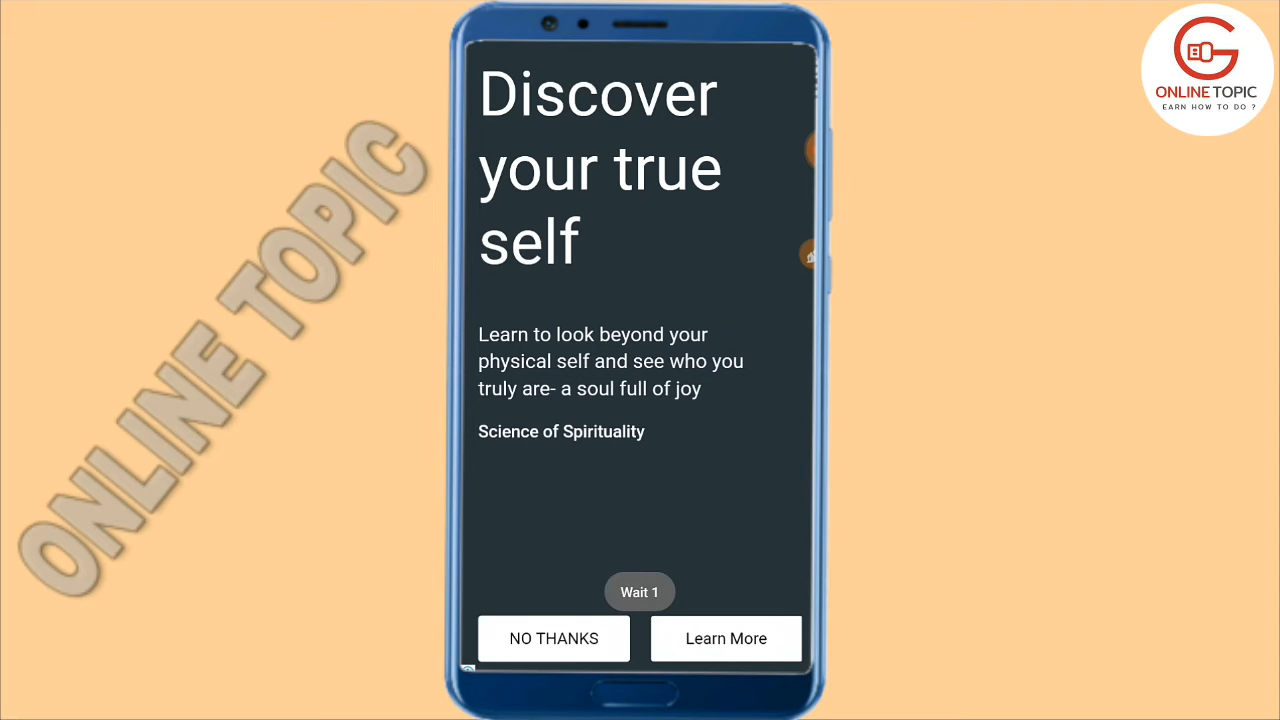 ONLINE TOPIC
EARN HOW TO DO ?
ONLINE TOPIC
Discover
your true
self
Learn to look beyond your
physical self and see who you
truly are- a soul full of joy
Science of Spirituality
Wait 1
NO THANKS
Learn More